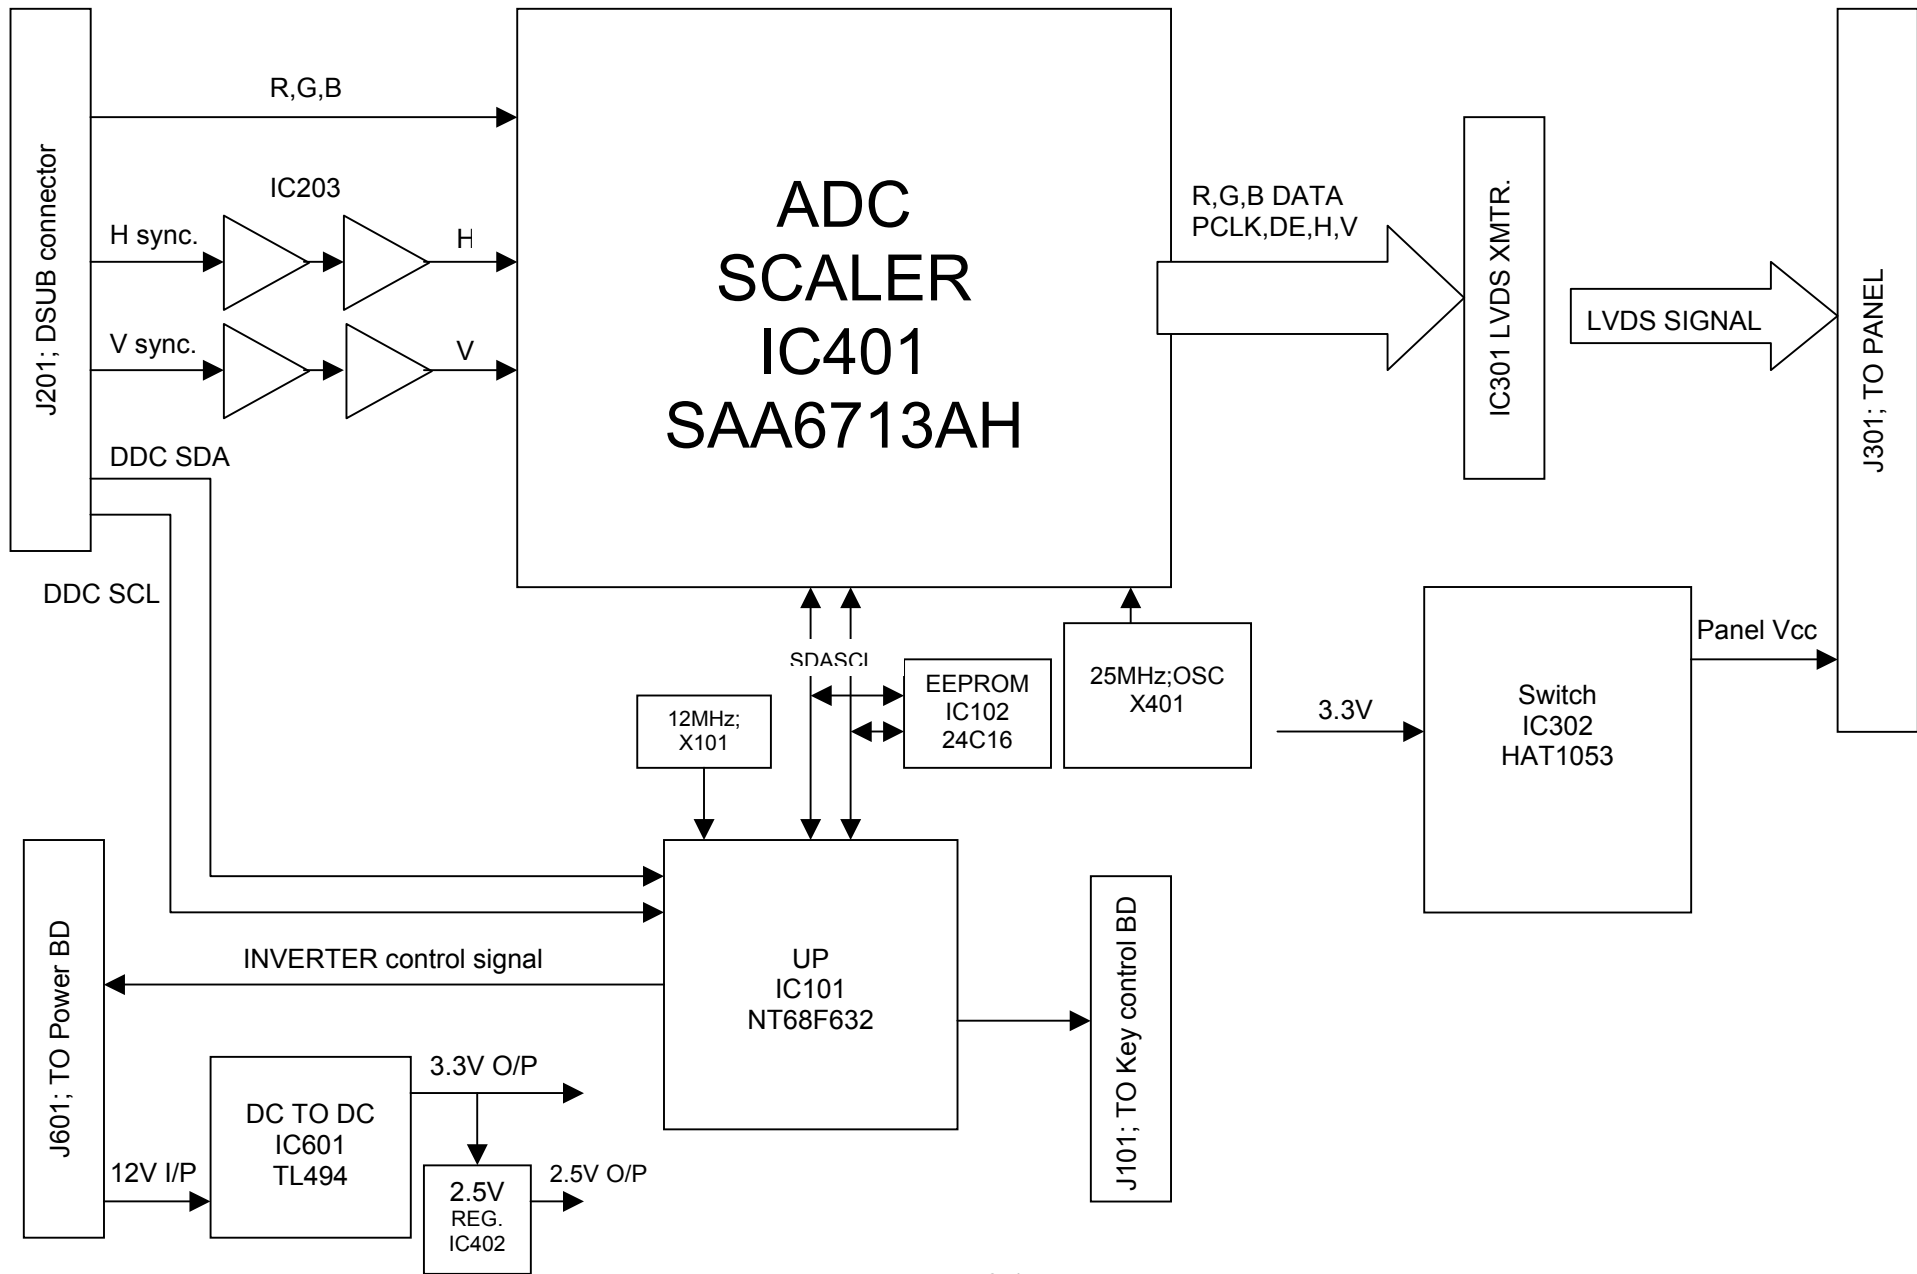 J201; DSUB connector
R,G,B
IC203
H sync.
H
V sync.
V
DDC SDA
DDC SCL
ADC
SCALER
IC401
SAA6713AH
R,G,B DATA
PCLK,DE,H,V
IC301 LVDS XMTR.
LVDS SIGNAL
J301; TO PANEL
SDASCL
EEPROM
IC102
24C16
25MHz;OSC
X401
12MHz;
X101
3.3V
Switch
IC302
HAT1053
Panel Vcc
J601; TO Power BD
INVERTER control signal
UP
IC101
NT68F632
J101; TO Key control BD
12V I/P
DC TO DC
IC601
TL494
3.3V O/P
2.5V
REG.
IC402
2.5V O/P